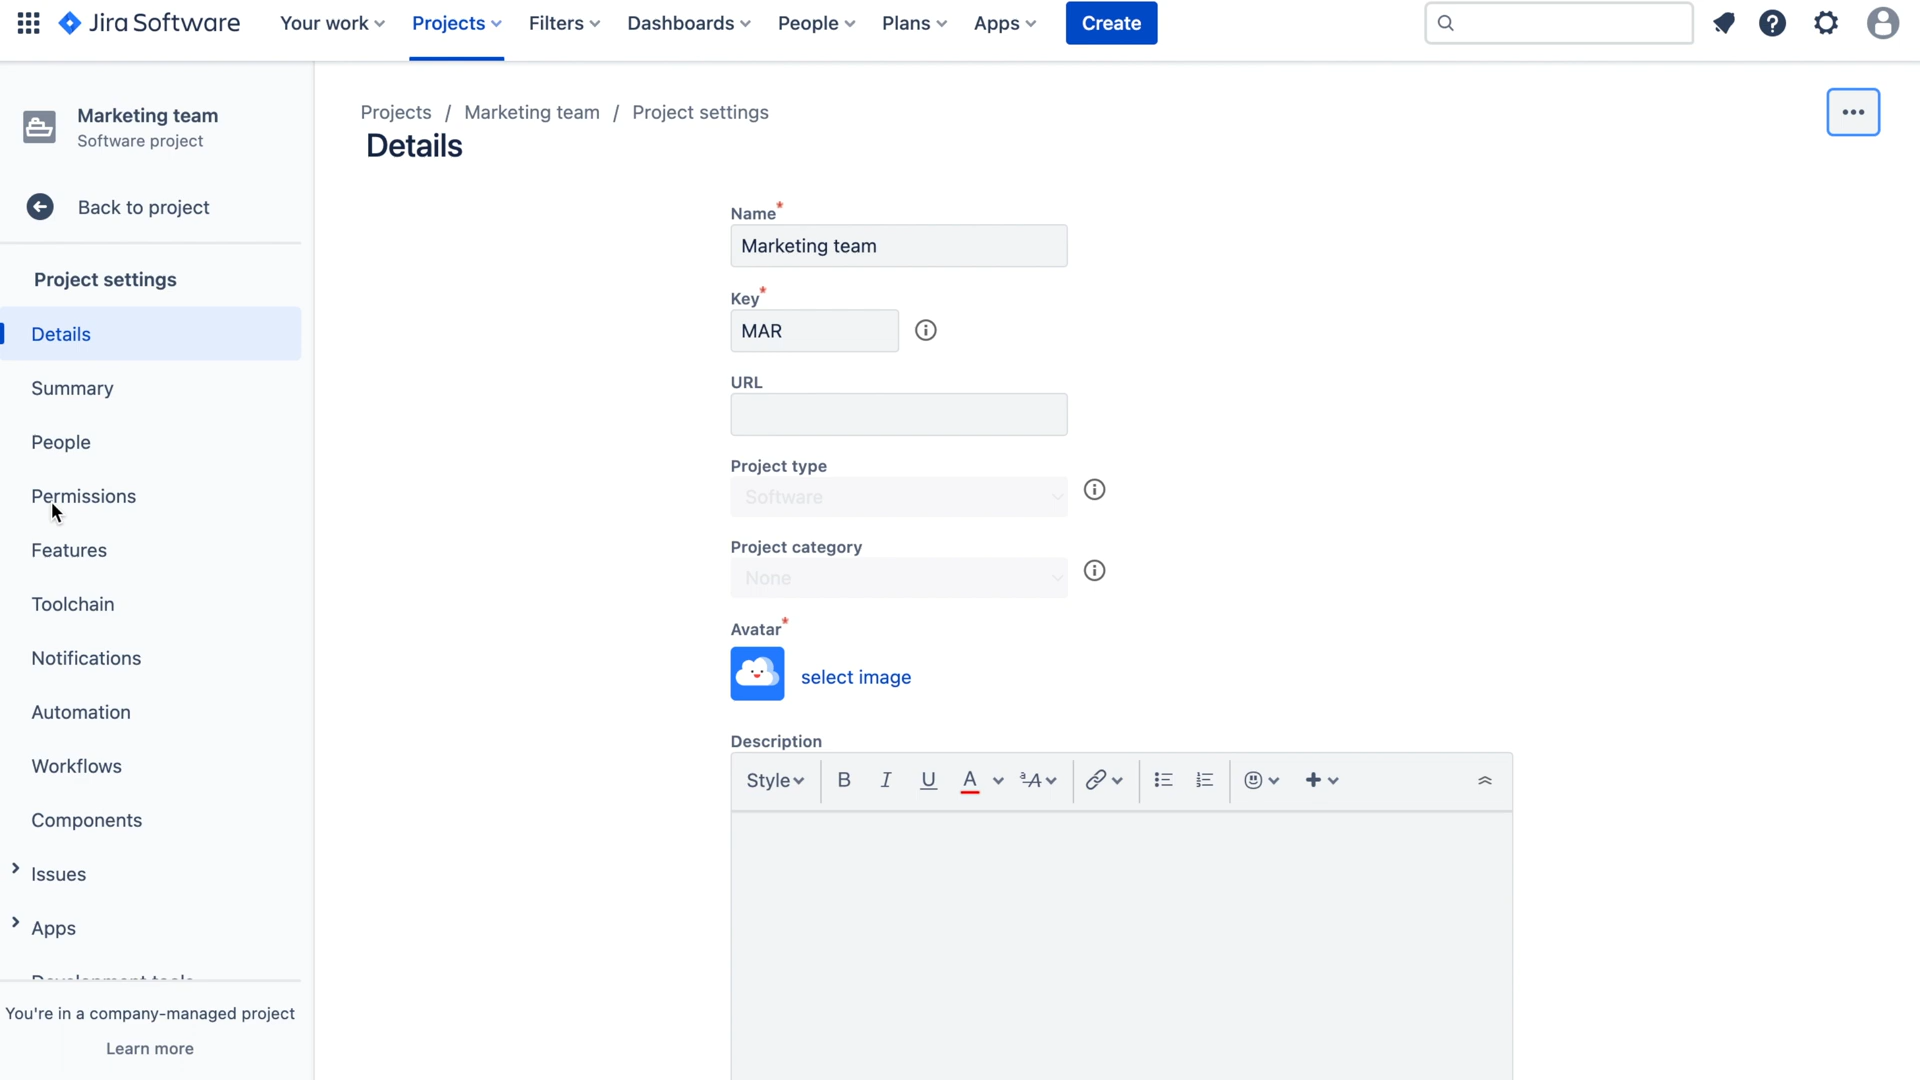 Jira Software Your work Projects Filters Dashboards People Plans Apps Create
Marketing team
Software project
Back to project
Project settings
Details
Summary
People
Permissions
Features
Toolchain
Notifications
Automation
Workflows
Components
Issues
Apps
Development tools
You're in a company-managed project
Learn more
Projects / Marketing team / Project settings
Details
Name*
Marketing team
Key*
MAR
URL
Project type
Software
Project category
None
Avatar*
select image
Description
Style B I U A ªA